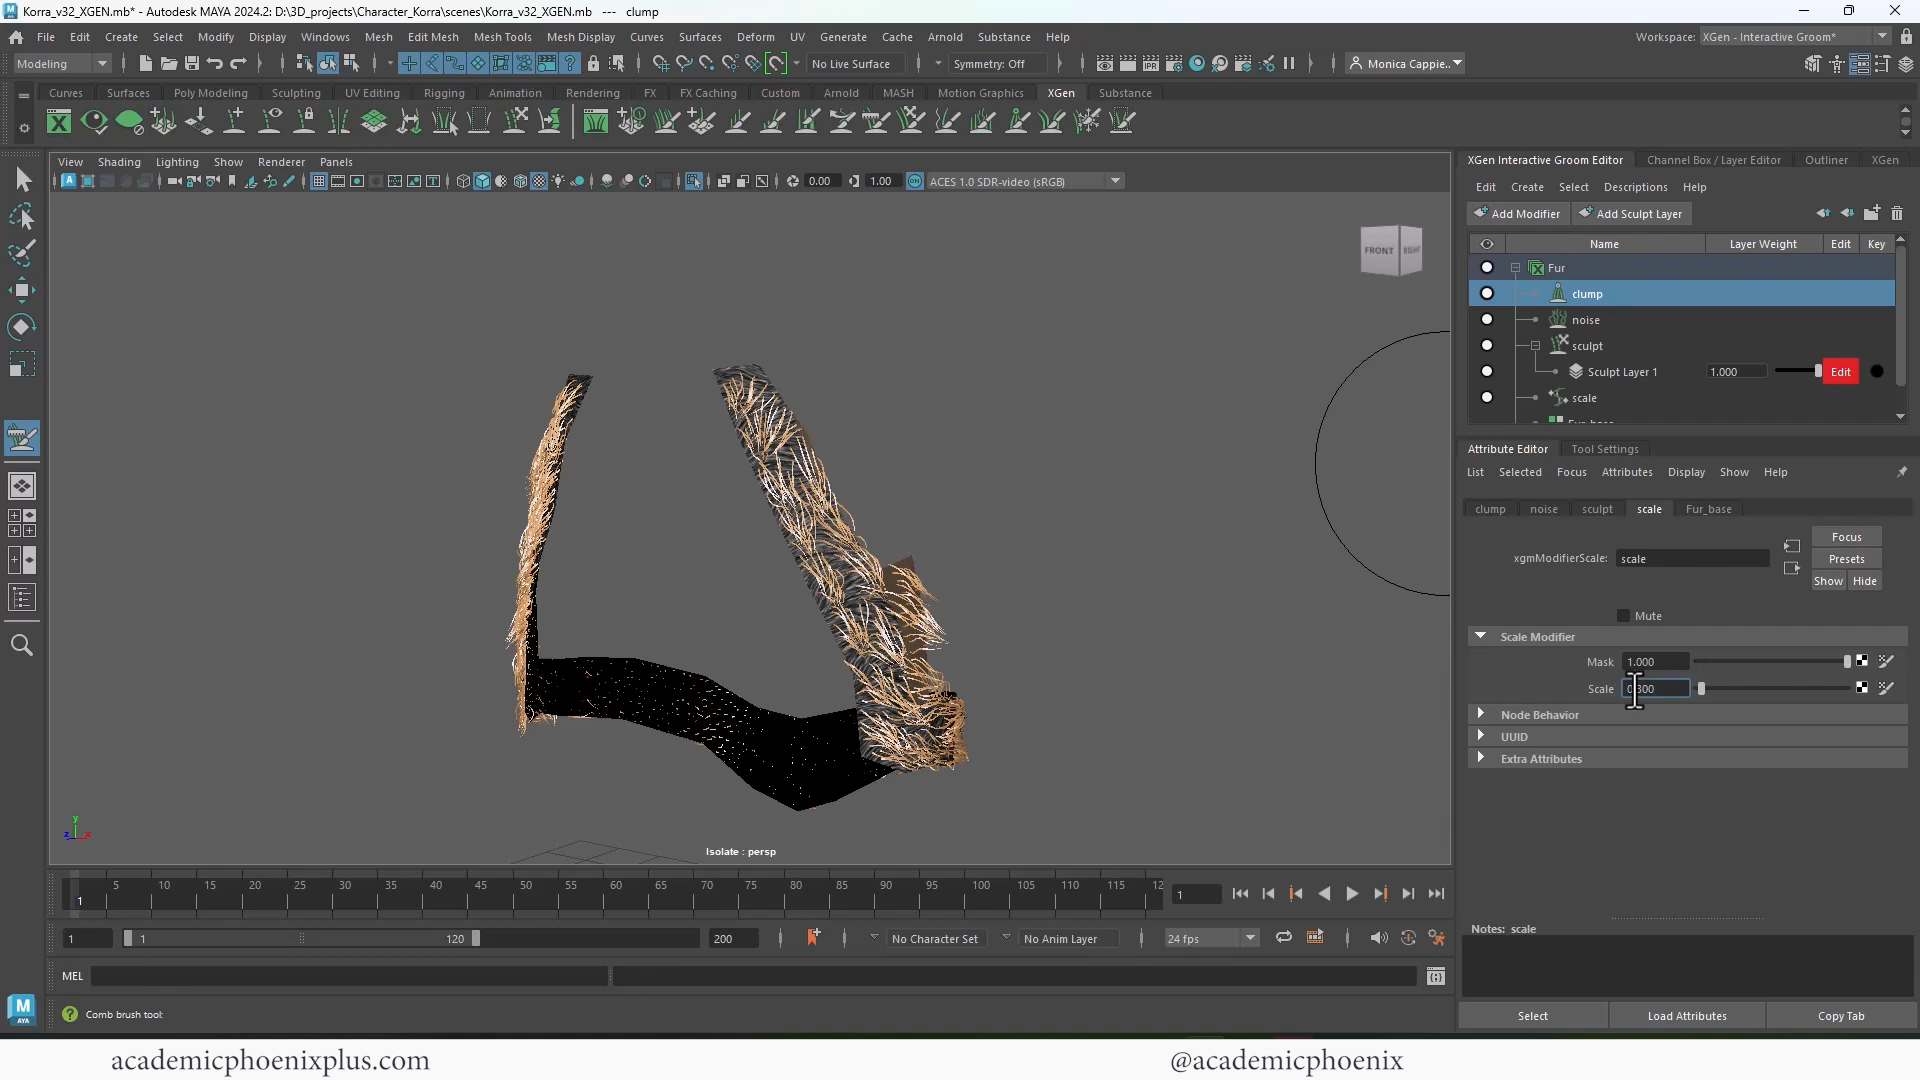 Korra_v32_XGEN.mb* - Autodesk MAYA 2024.2: D:\3D_projects\Character_Korra\scenes\Korra_v32_XGEN.mb --- clump
File Edit Create Select Modify Display Windows Mesh Edit Mesh Mesh Tools Mesh Display Curves Surfaces Deform UV Generate Cache Arnold Substance Help
Workspace: XGen - Interactive Groom*
Modeling
No Live Surface
Symmetry: Off
IPR
Monica Cappie..
Curves Surfaces Poly Modeling Sculpting UV Editing Rigging Animation Rendering FX FX Caching Custom Arnold MASH Motion Graphics XGen Substance
View Shading Lighting Show Renderer Panels
0.00 1.00 ACES 1.0 SDR-video (sRGB)
FRONT RIGHT
Isolate : persp
XGen Interactive Groom Editor Channel Box / Layer Editor Outliner XGen
Edit Create Select Descriptions Help
Add Modifier Add Sculpt Layer
Name Layer Weight Edit Key
Fur
clump
noise
sculpt
Sculpt Layer 1 1.000 Edit
scale
Attribute Editor Tool Settings
List Selected Focus Attributes Display Show Help
clump noise sculpt scale Fur_base
xgmModifierScale: scale
Focus
Presets
Show Hide
Mute
Scale Modifier
Mask 1.000
Scale
Node Behavior
UUID
Extra Attributes
Notes: scale
Select Load Attributes Copy Tab
5 10 15 20 25 30 35 40 45 50 55 60 65 70 75 80 85 90 95 100 105 110 115 12
1
1
1 1 120 200 No Character Set No Anim Layer 24 fps
MEL
Comb brush tool:
M
AYA
academicphoenixplus.com
@academicphoenix